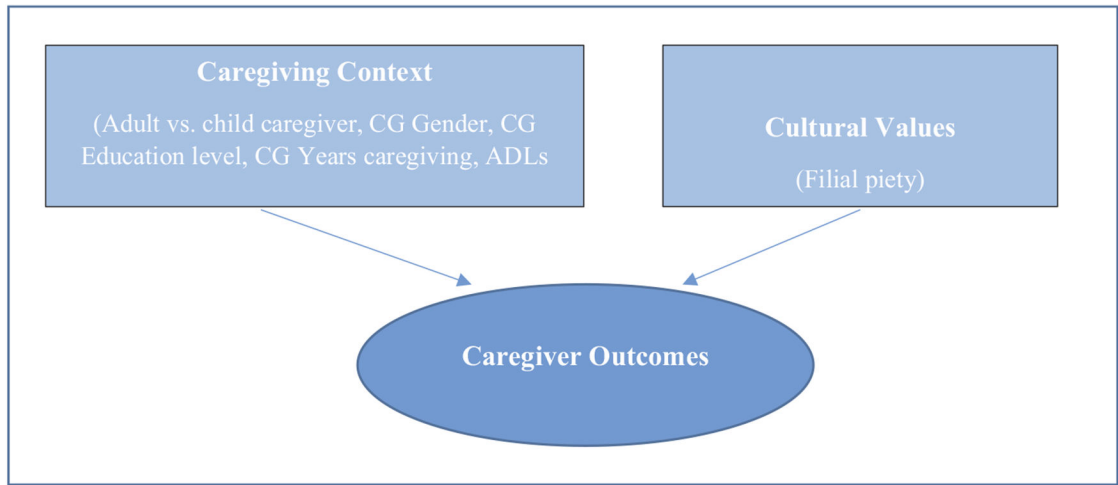 Caregiving Context
(Adult vs. child caregiver, CG Gender, CG
Education level, CG Years caregiving, ADLs
Cultural Values
(Filial piety)
Caregiver Outcomes